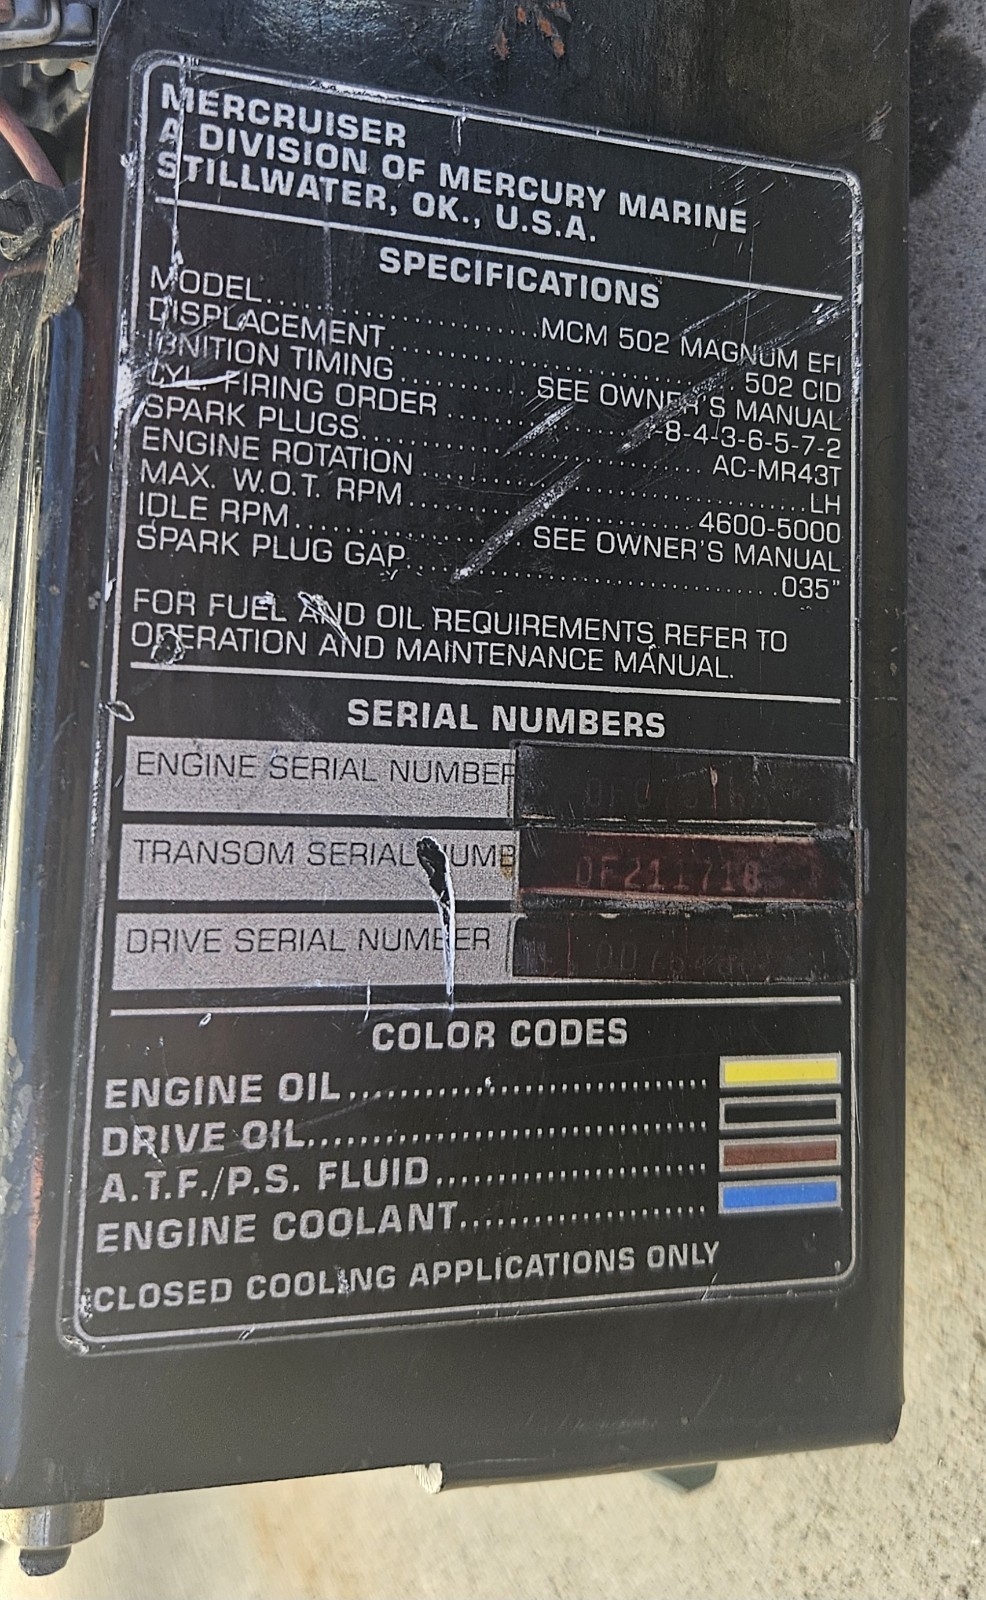 MERCRUISER
A DIVISION OF MERCURY MARINE
STILLWATER, OK., U.S.A.
SPECIFICATIONS
MODEL..............................MCM 502 MAGNUM EFI
DISPLACEMENT..............................502 CID
IGNITION TIMING....................SEE OWNER'S MANUAL
CYL. FIRING ORDER....................-8-4-3-6-5-7-2
SPARK PLUGS..............................AC-MR43T
ENGINE ROTATION..............................LH
MAX. W.O.T. RPM..............................4600-5000
IDLE RPM....................SEE OWNER'S MANUAL
SPARK PLUG GAP...............................035"
FOR FUEL AND OIL REQUIREMENTS REFER TO
OPERATION AND MAINTENANCE MANUAL.
SERIAL NUMBERS
ENGINE SERIAL NUMBER
TRANSOM SERIAL NUMB 0F211718
DRIVE SERIAL NUMBER
COLOR CODES
ENGINE OIL..............................
DRIVE OIL..............................
A.T.F./P.S. FLUID..............................
ENGINE COOLANT..............................
CLOSED COOLING APPLICATIONS ONLY